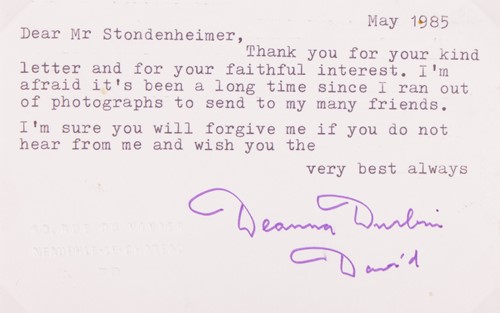 May 1985
Dear Mr Stondenheimer,
Thank you for your kind
letter and for your faithful interest. I'm
afraid it's been a long time since I ran out
of photographs to send to my many friends.
I'm sure you will forgive me if you do not
hear from me and wish you the
very best always
Deanna Durbin
David